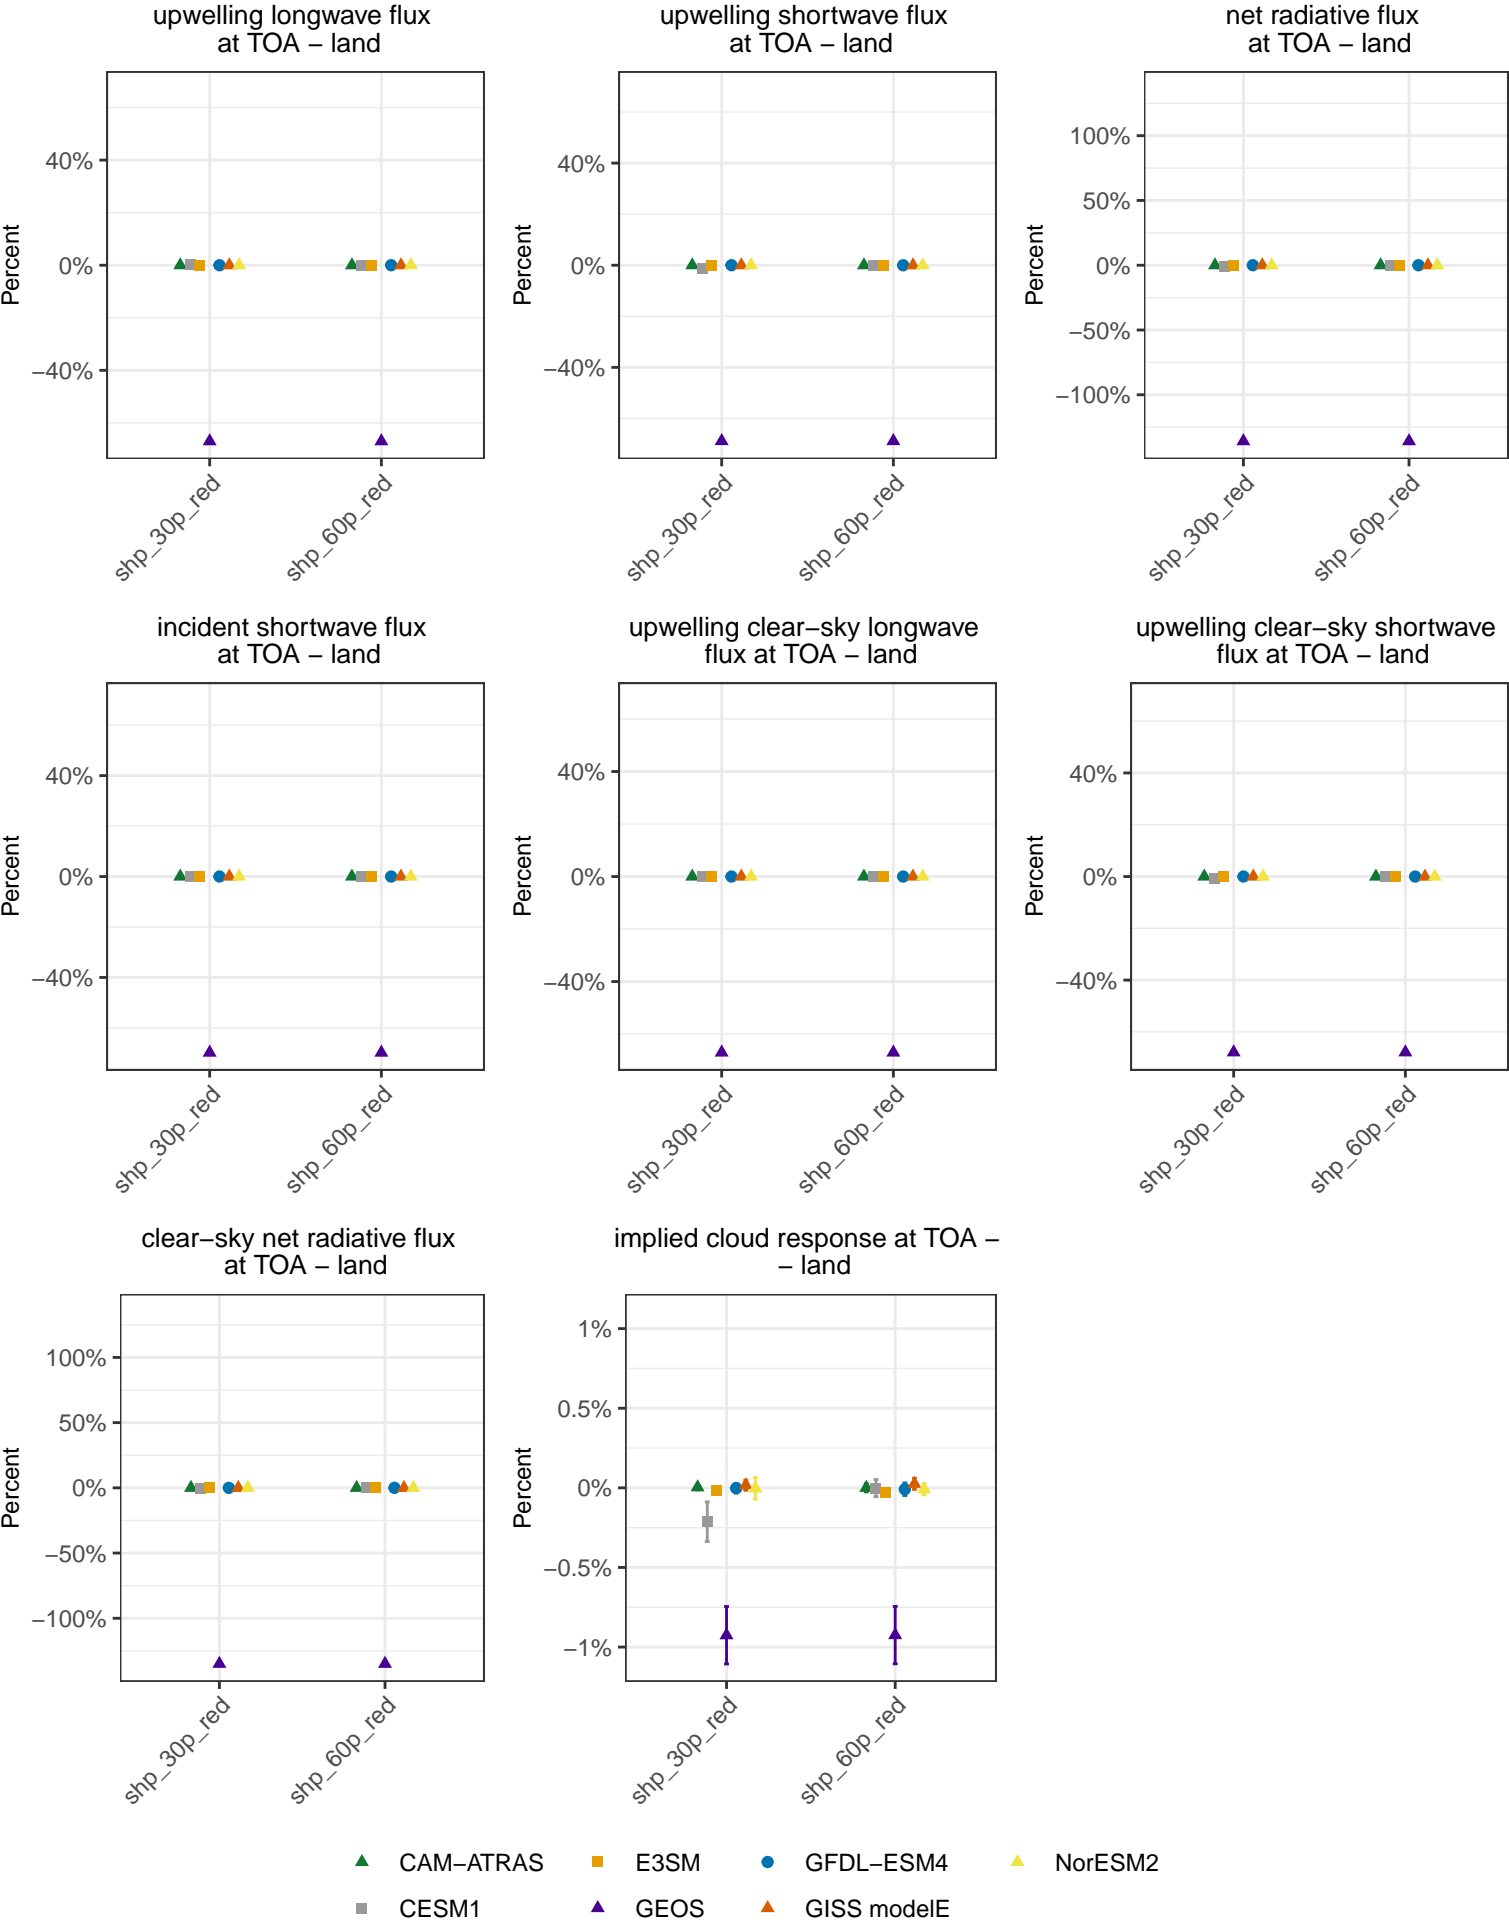 upwelling longwave flux
at TOA – land
upwelling shortwave flux
at TOA – land
net radiative flux
at TOA – land
Percent
40%
0%
−40%
shp_30p_red
shp_60p_red
Percent
40%
0%
−40%
shp_30p_red
shp_60p_red
Percent
100%
50%
0%
−50%
−100%
shp_30p_red
shp_60p_red
incident shortwave flux
at TOA – land
upwelling clear−sky longwave
flux at TOA – land
upwelling clear−sky shortwave
flux at TOA – land
Percent
40%
0%
−40%
shp_30p_red
shp_60p_red
Percent
40%
0%
−40%
shp_30p_red
shp_60p_red
Percent
40%
0%
−40%
shp_30p_red
shp_60p_red
clear−sky net radiative flux
at TOA – land
implied cloud response at TOA –
– land
Percent
100%
50%
0%
−50%
−100%
shp_30p_red
shp_60p_red
Percent
1%
0.5%
0%
−0.5%
−1%
shp_30p_red
shp_60p_red
CAM−ATRAS
E3SM
GFDL−ESM4
NorESM2
CESM1
GEOS
GISS modelE